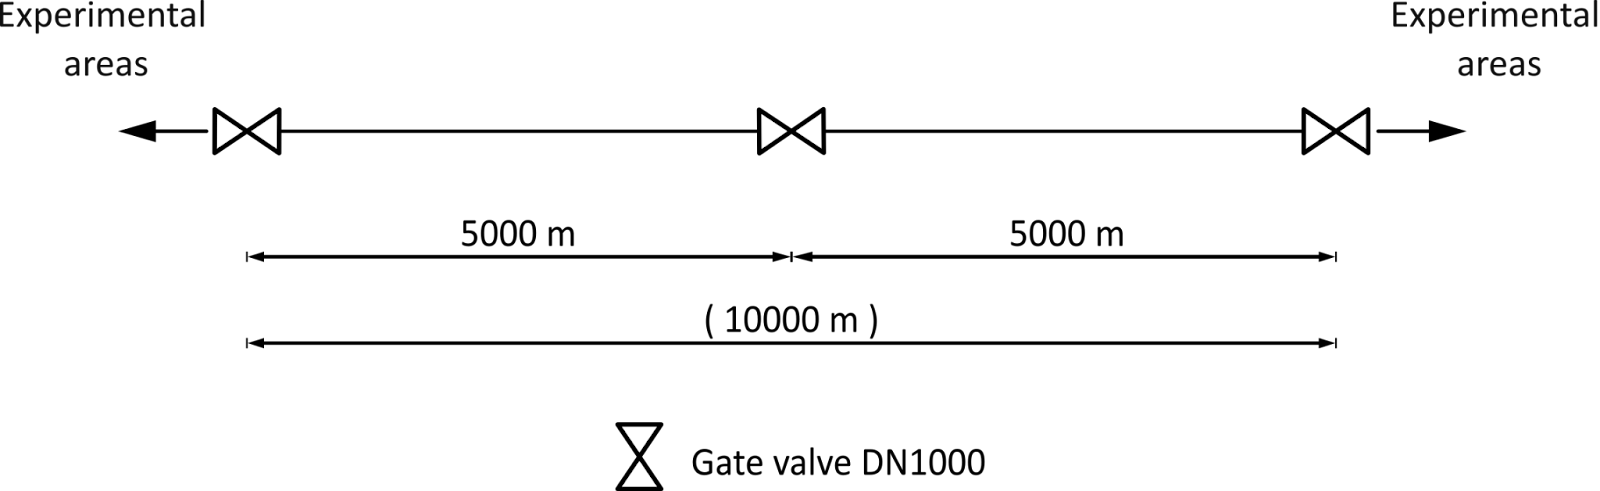 Experimental
areas
Experimental
areas
5000 m
5000 m
( 10000 m )
Gate valve DN1000